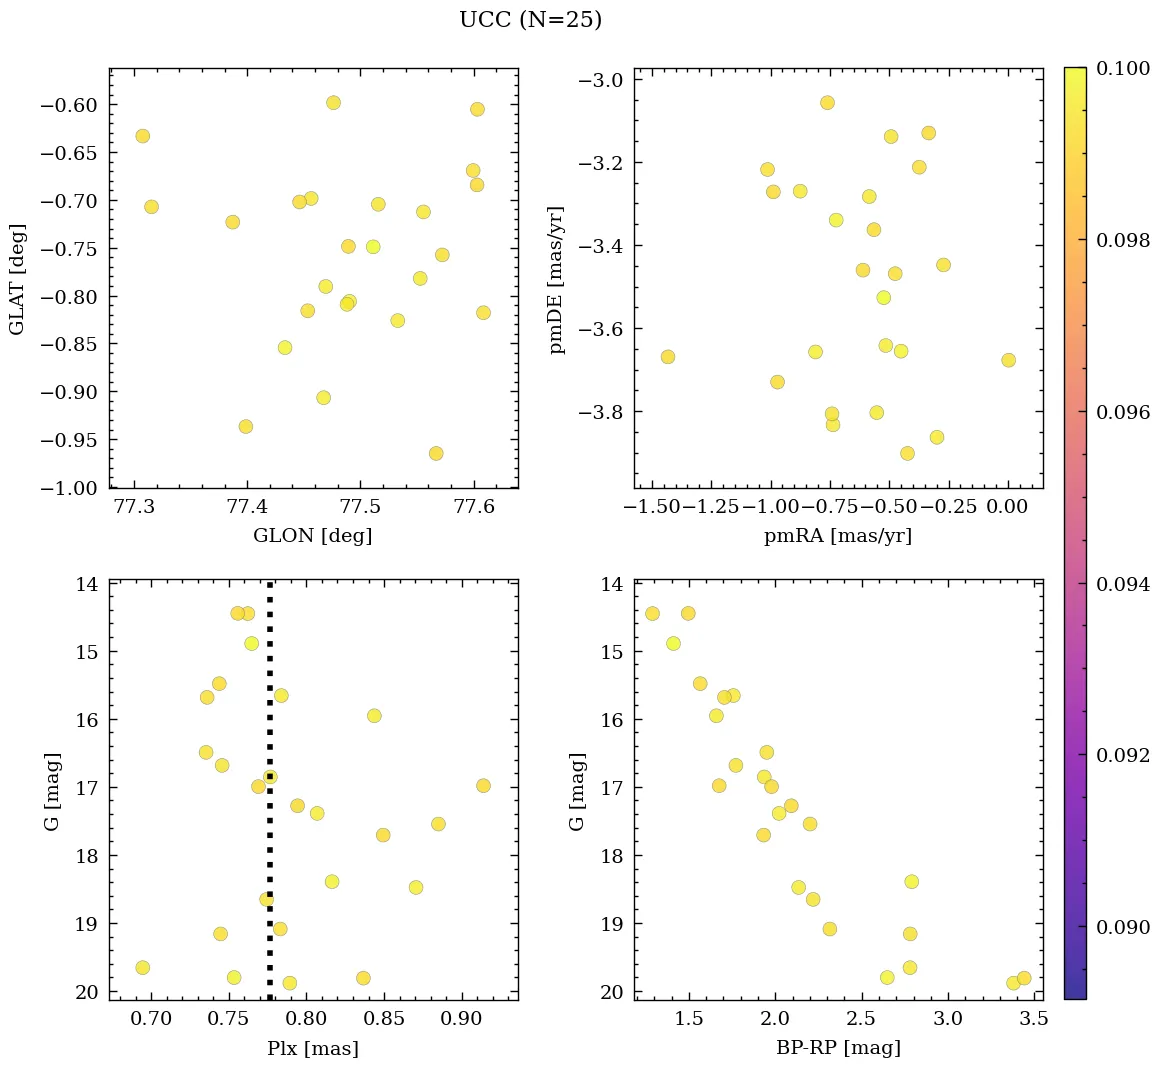 UCC (N=25)
−0.60
−0.65
−0.70
−0.75
−0.80
−0.85
−0.90
−0.95
−1.00
GLAT [deg]
77.3 77.4 77.5 77.6
GLON [deg]
−3.0
−3.2
−3.4
−3.6
−3.8
pmDE [mas/yr]
−1.50 −1.25 −1.00 −0.75 −0.50 −0.25 0.00
pmRA [mas/yr]
14
15
16
17
18
19
20
G [mag]
0.70 0.75 0.80 0.85 0.90
Plx [mas]
14
15
16
17
18
19
20
G [mag]
1.5 2.0 2.5 3.0 3.5
BP-RP [mag]
0.100
0.098
0.096
0.094
0.092
0.090